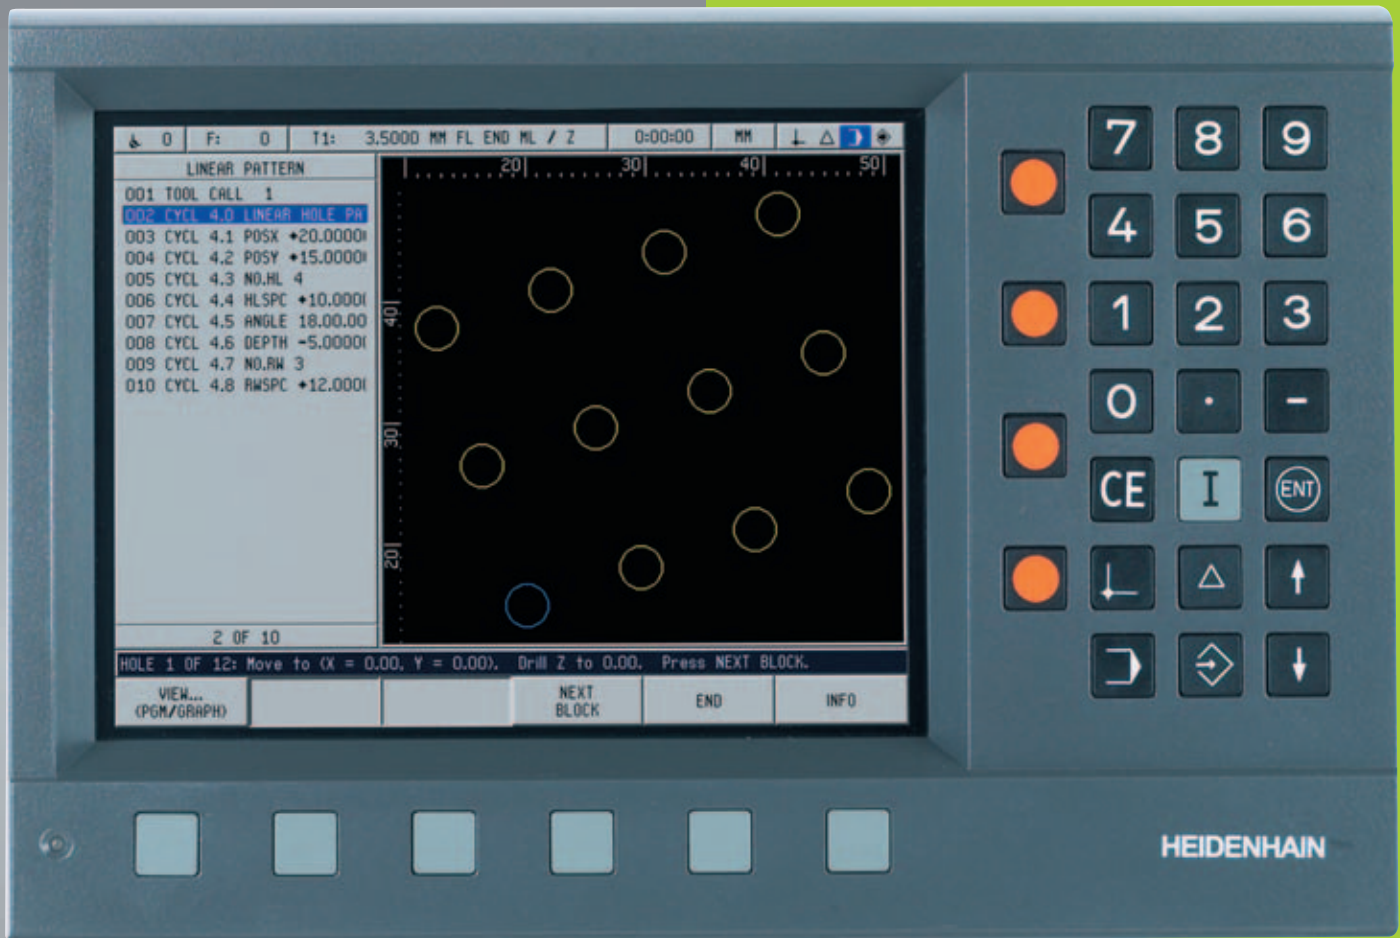 0 F: 0 T1: 3.5000 MM FL END ML / Z 0:00:00 MM
LINEAR PATTERN
001 TOOL CALL 1
002 CYCL 4.0 LINEAR HOLE PA
003 CYCL 4.1 POSX +20.0000
004 CYCL 4.2 POSY +15.0000
005 CYCL 4.3 NO.HL 4
006 CYCL 4.4 HLSPC +10.000
007 CYCL 4.5 ANGLE 18.00.00
008 CYCL 4.6 DEPTH -5.0000
009 CYCL 4.7 NO.RW 3
010 CYCL 4.8 RWSPC +12.000
2 OF 10
20 30 40 50
40
30
20
HOLE 1 OF 12: Move to (X = 0.00, Y = 0.00). Drill Z to 0.00. Press NEXT BLOCK.
VIEW...
(PGM/GRAPH)
NEXT
BLOCK
END
INFO
7 8 9
4 5 6
1 2 3
0 . -
CE I ENT
HEIDENHAIN